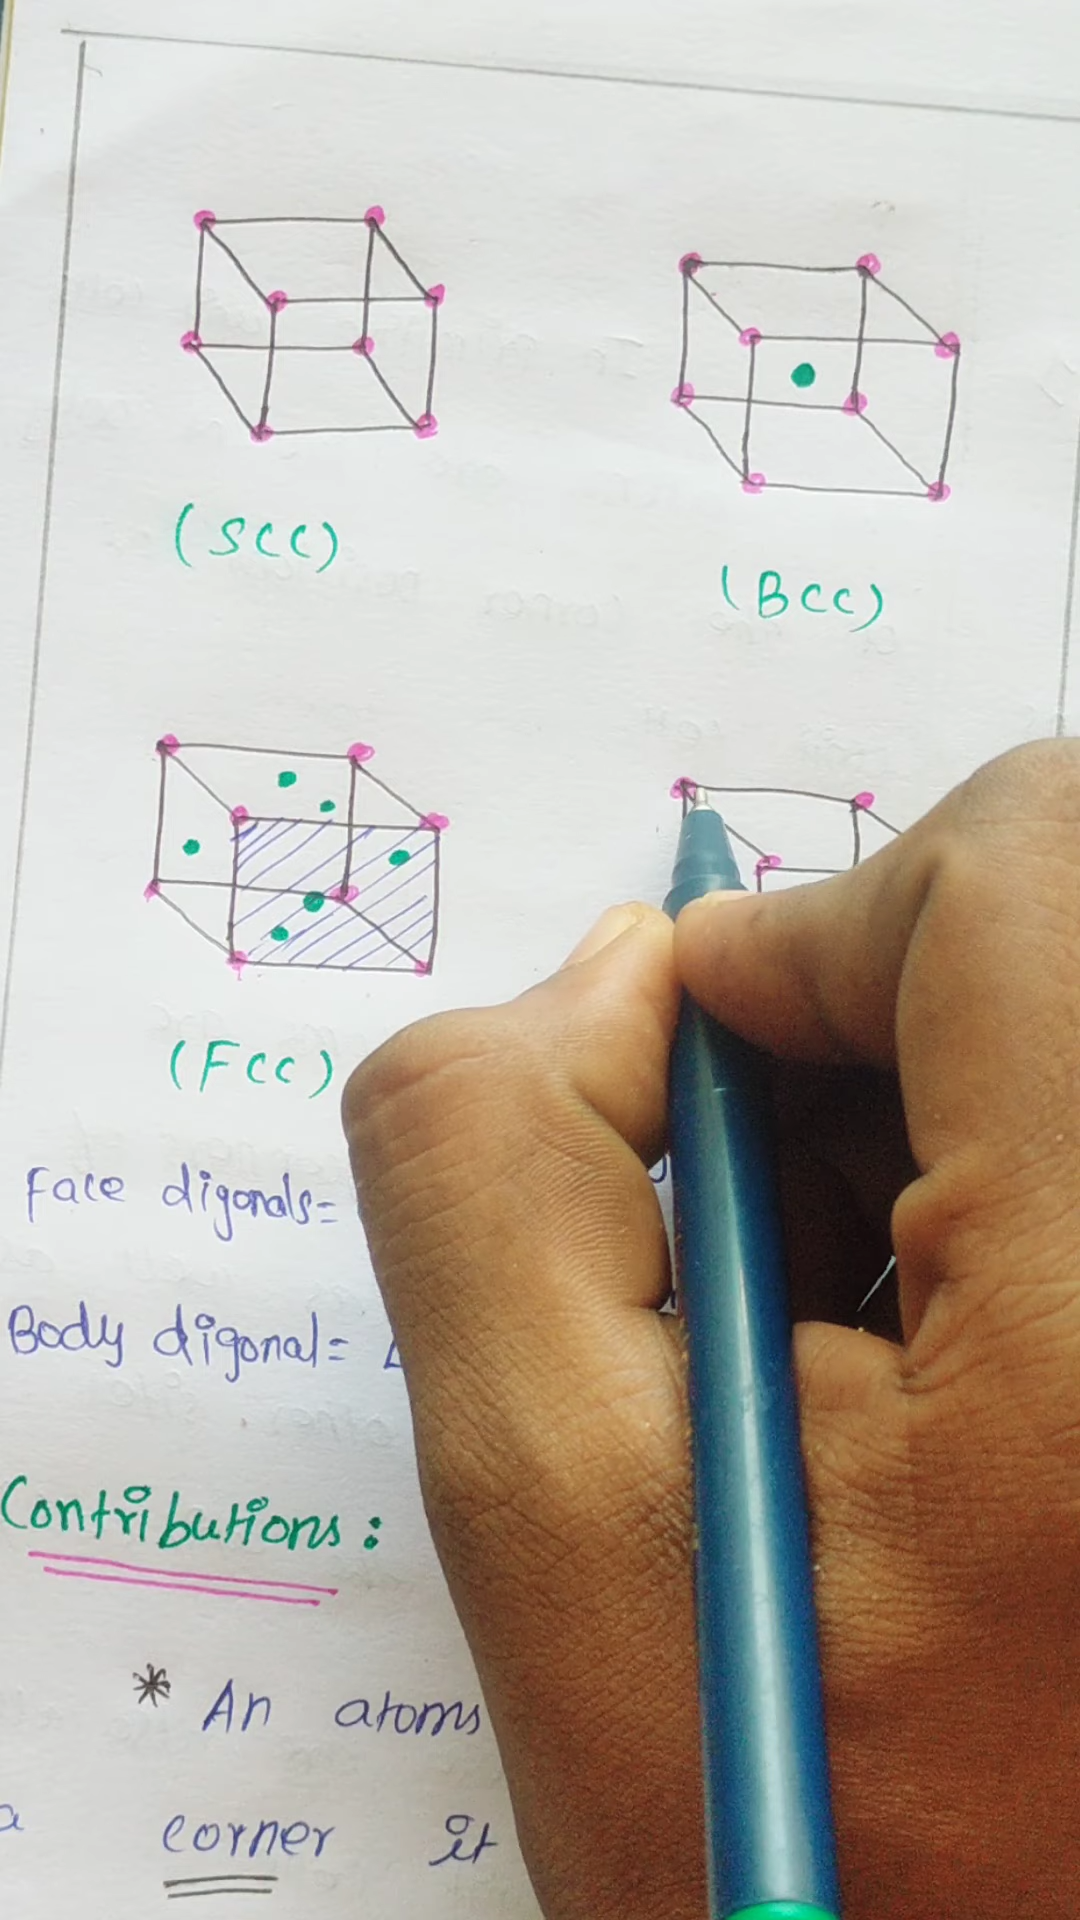 (SCC)
(BCC)
(FCC)
Face digonals=
Body digonal=
Contributions:
* An atoms
a corner it